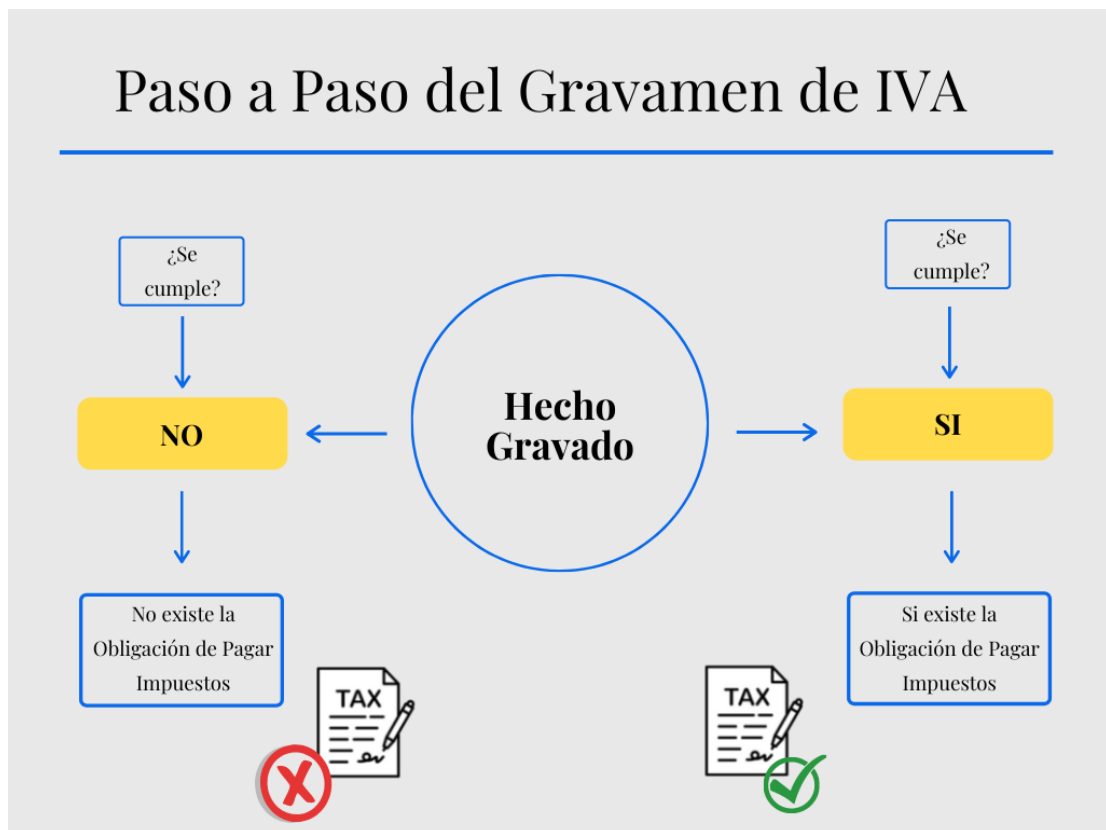 Paso a Paso del Gravamen de IVA
¿Se
cumple?
NO
No existe la
Obligación de Pagar
Impuestos
TAX
Hecho
Gravado
¿Se
cumple?
SI
Si existe la
Obligación de Pagar
Impuestos
TAX